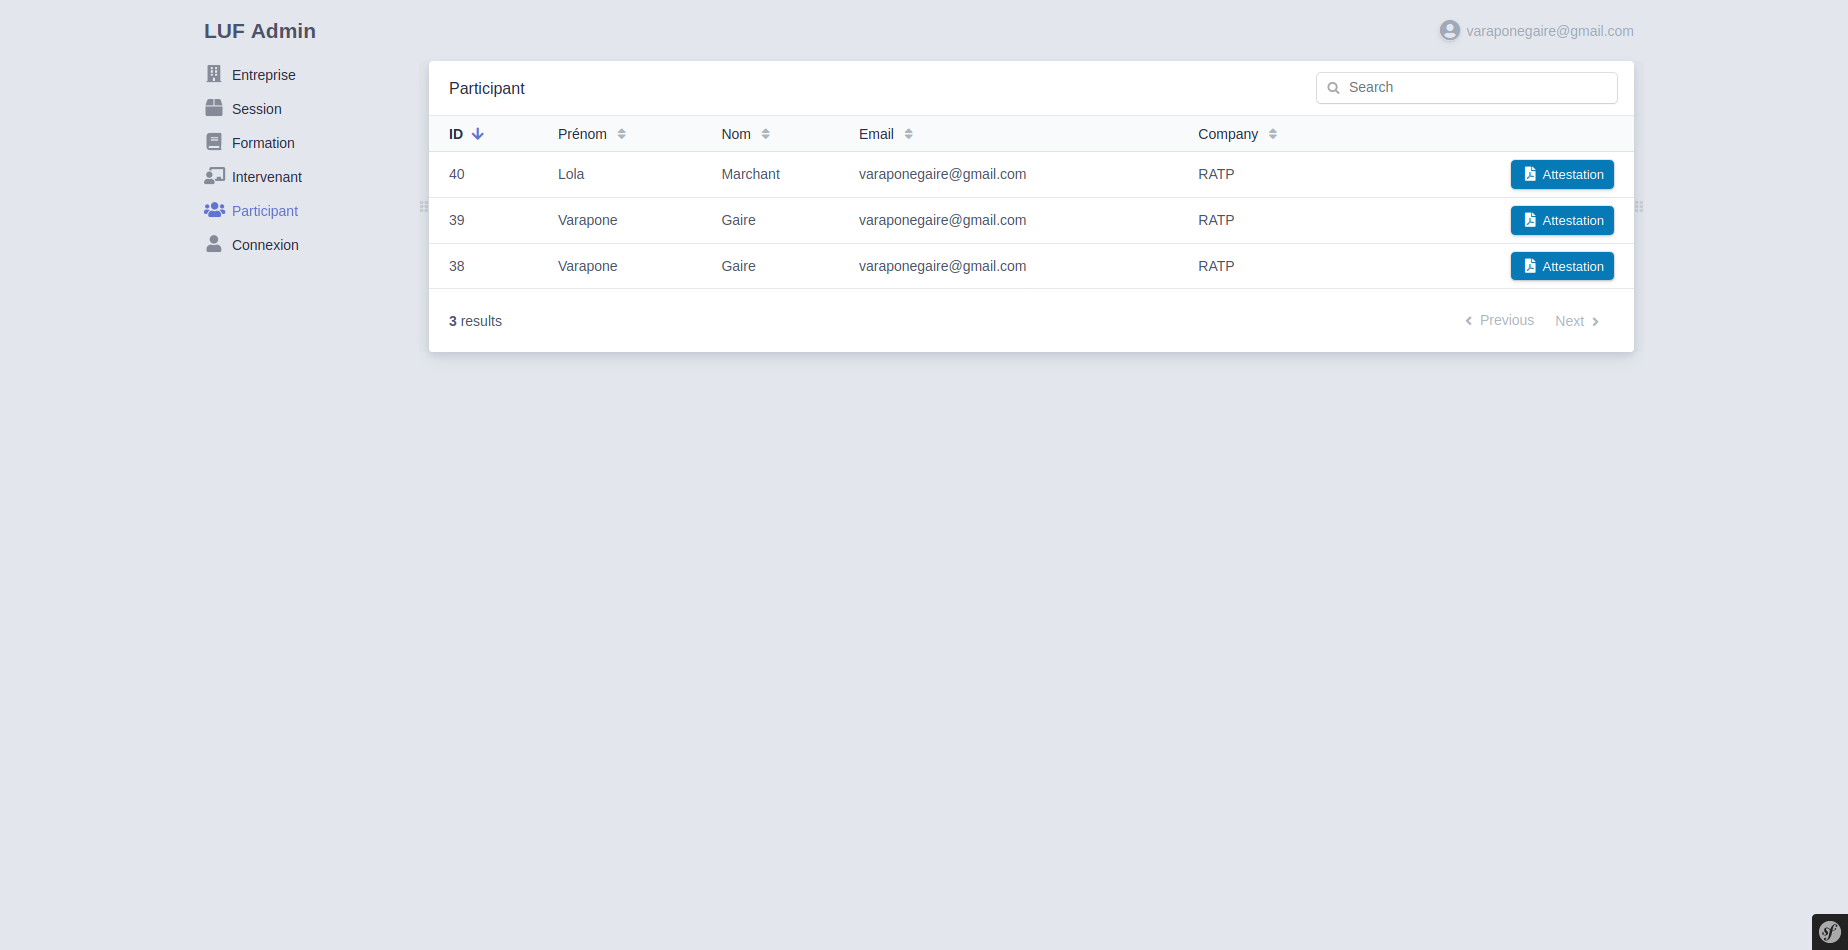 LUF Admin
varaponegaire@gmail.com
Entreprise
Session
Formation
Intervenant
Participant
Connexion
Participant
Search
ID Prénom Nom Email Company
40 Lola Marchant varaponegaire@gmail.com RATP Attestation
39 Varapone Gaire varaponegaire@gmail.com RATP Attestation
38 Varapone Gaire varaponegaire@gmail.com RATP Attestation
3 results
Previous Next
sf